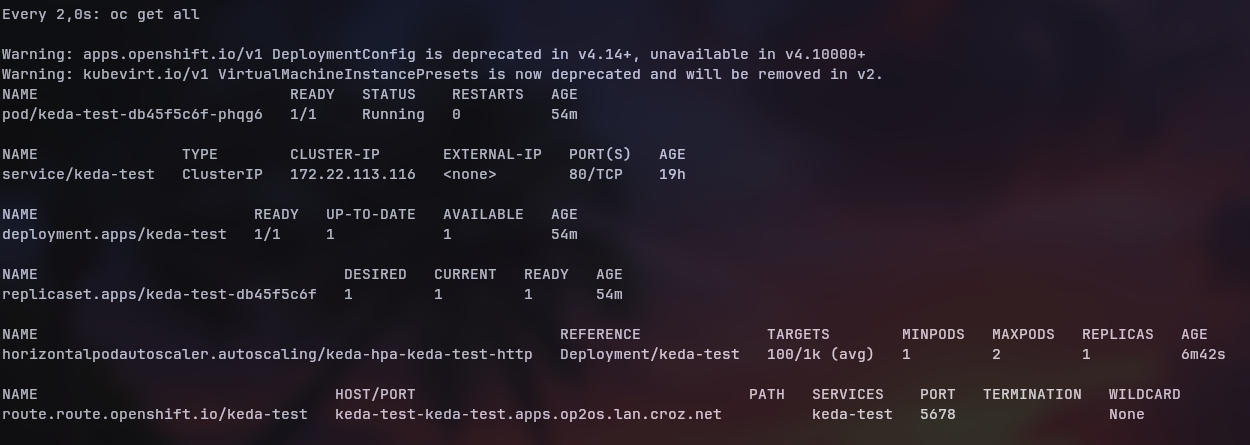 Every 2,0s: oc get all
Warning: apps.openshift.io/v1 DeploymentConfig is deprecated in v4.14+, unavailable in v4.10000+
Warning: kubevirt.io/v1 VirtualMachineInstancePresets is now deprecated and will be removed in v2.
NAME                            READY   STATUS    RESTARTS   AGE
pod/keda-test-db45f5c6f-phqg6   1/1     Running   0          54m
NAME                TYPE        CLUSTER-IP       EXTERNAL-IP   PORT(S)   AGE
service/keda-test   ClusterIP   172.22.113.116   <none>        80/TCP    19h
NAME                        READY   UP-TO-DATE   AVAILABLE   AGE
deployment.apps/keda-test   1/1     1            1           54m
NAME                                  DESIRED   CURRENT   READY   AGE
replicaset.apps/keda-test-db45f5c6f   1         1         1       54m
NAME                                                          REFERENCE              TARGETS        MINPODS   MAXPODS   REPLICAS   AGE
horizontalpodautoscaler.autoscaling/keda-hpa-keda-test-http   Deployment/keda-test   100/1k (avg)   1         2         1          6m42s
NAME                                 HOST/PORT                                     PATH   SERVICES    PORT   TERMINATION   WILDCARD
route.route.openshift.io/keda-test   keda-test-keda-test.apps.op2os.lan.croz.net          keda-test   5678                 None